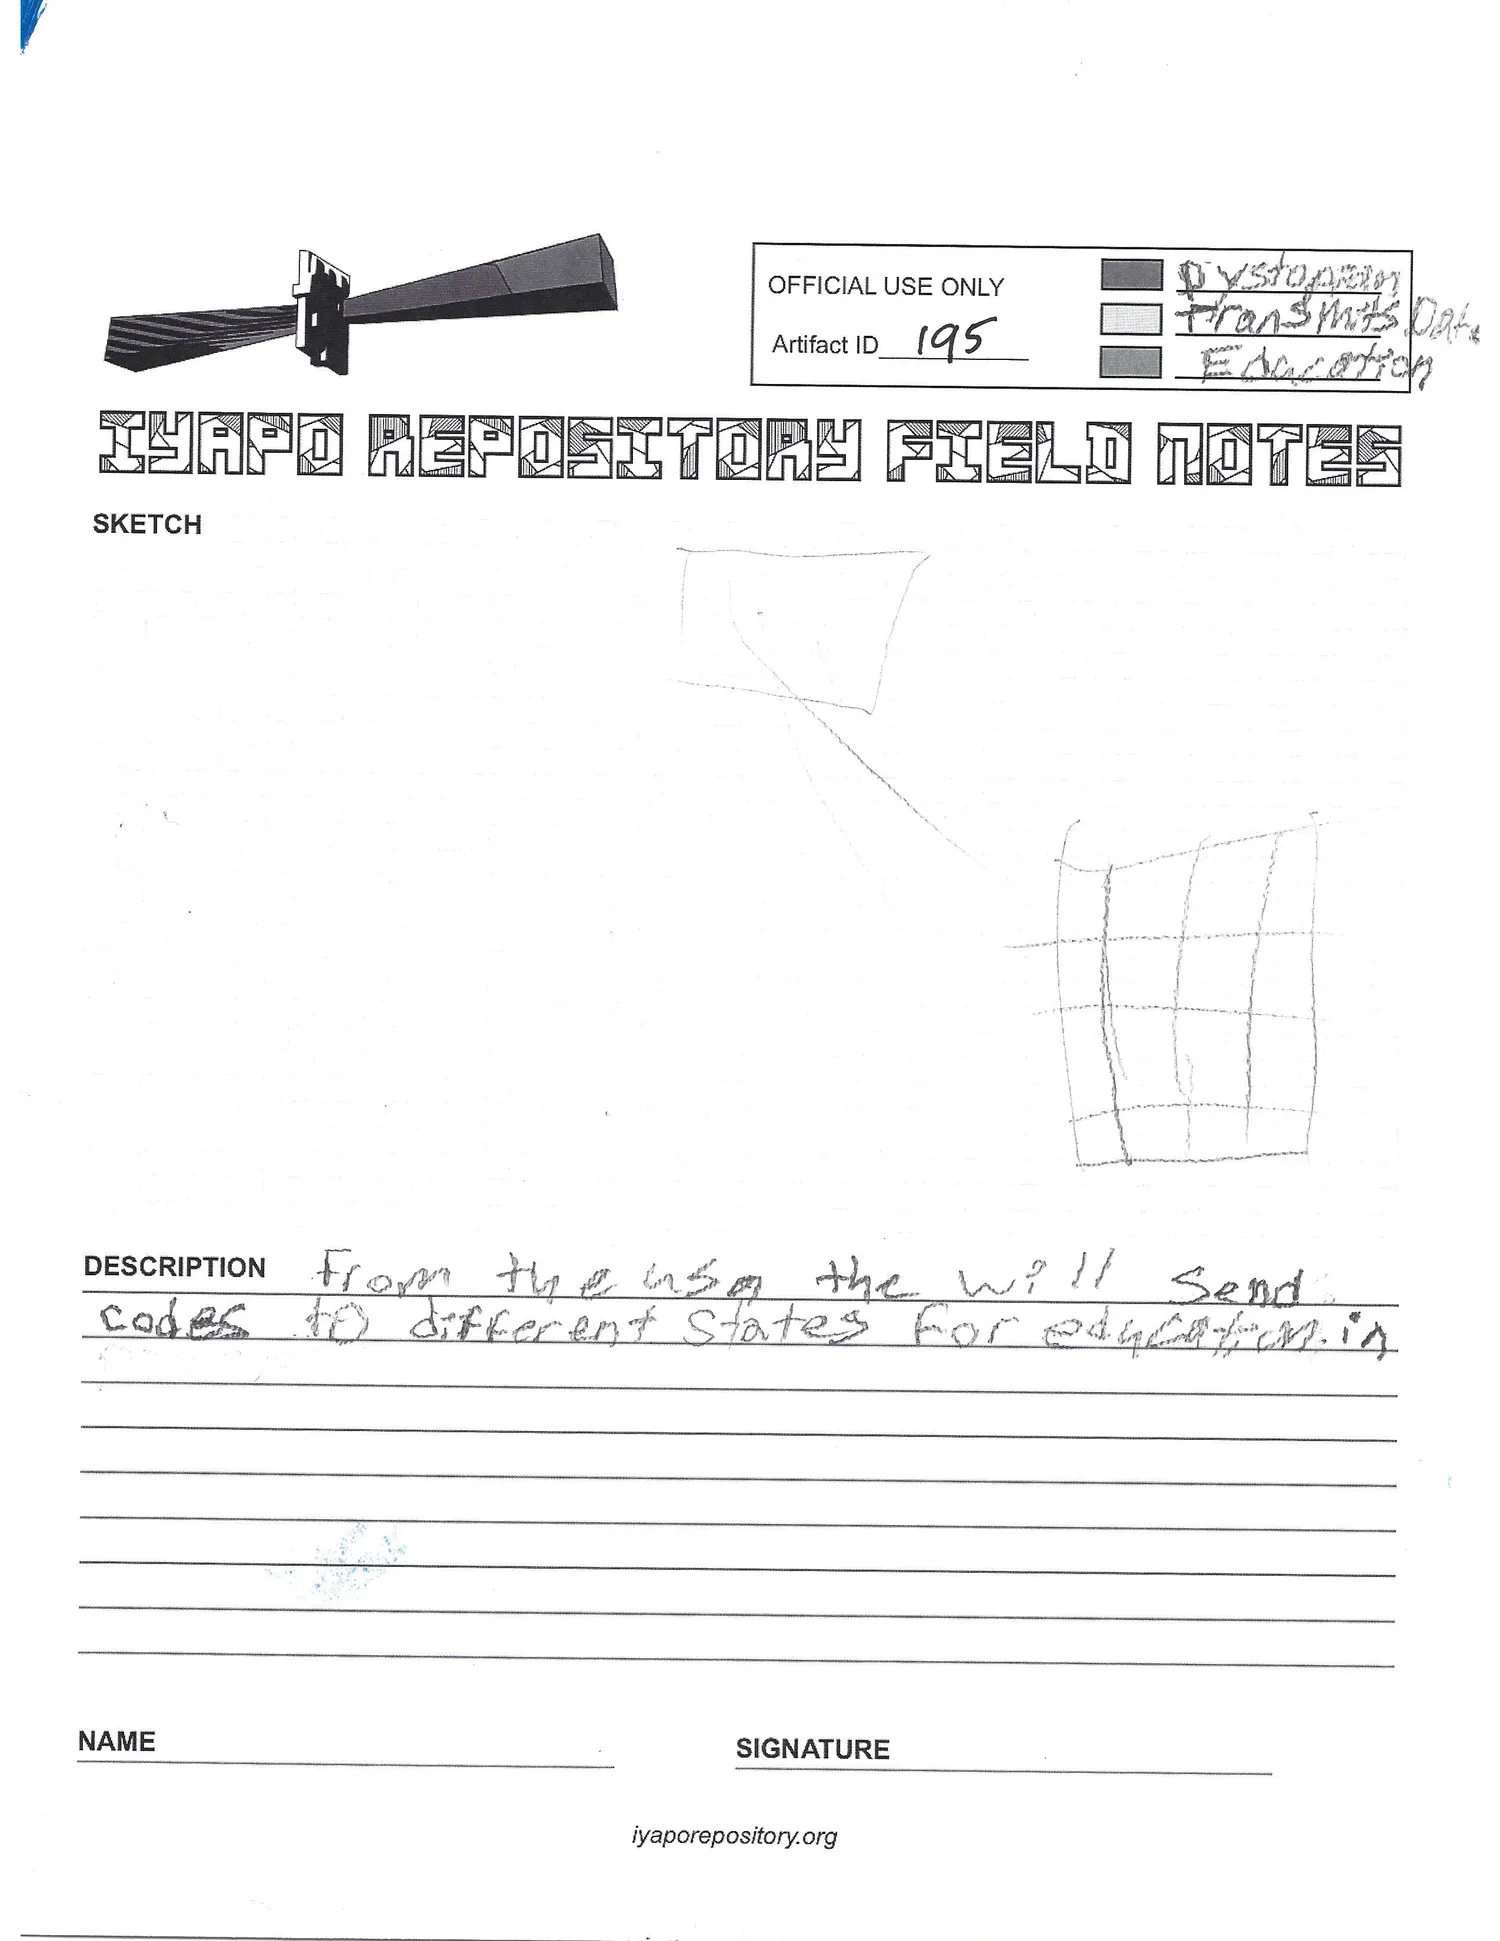 OFFICIAL USE ONLY
Artifact ID 195
Dystopian
transmits Dat.
Education
IYAPO REPOSITORY FIELD NOTES
SKETCH
DESCRIPTION From the usa the will send
codes to different states For education. in
NAME
SIGNATURE
iyaporepository.org